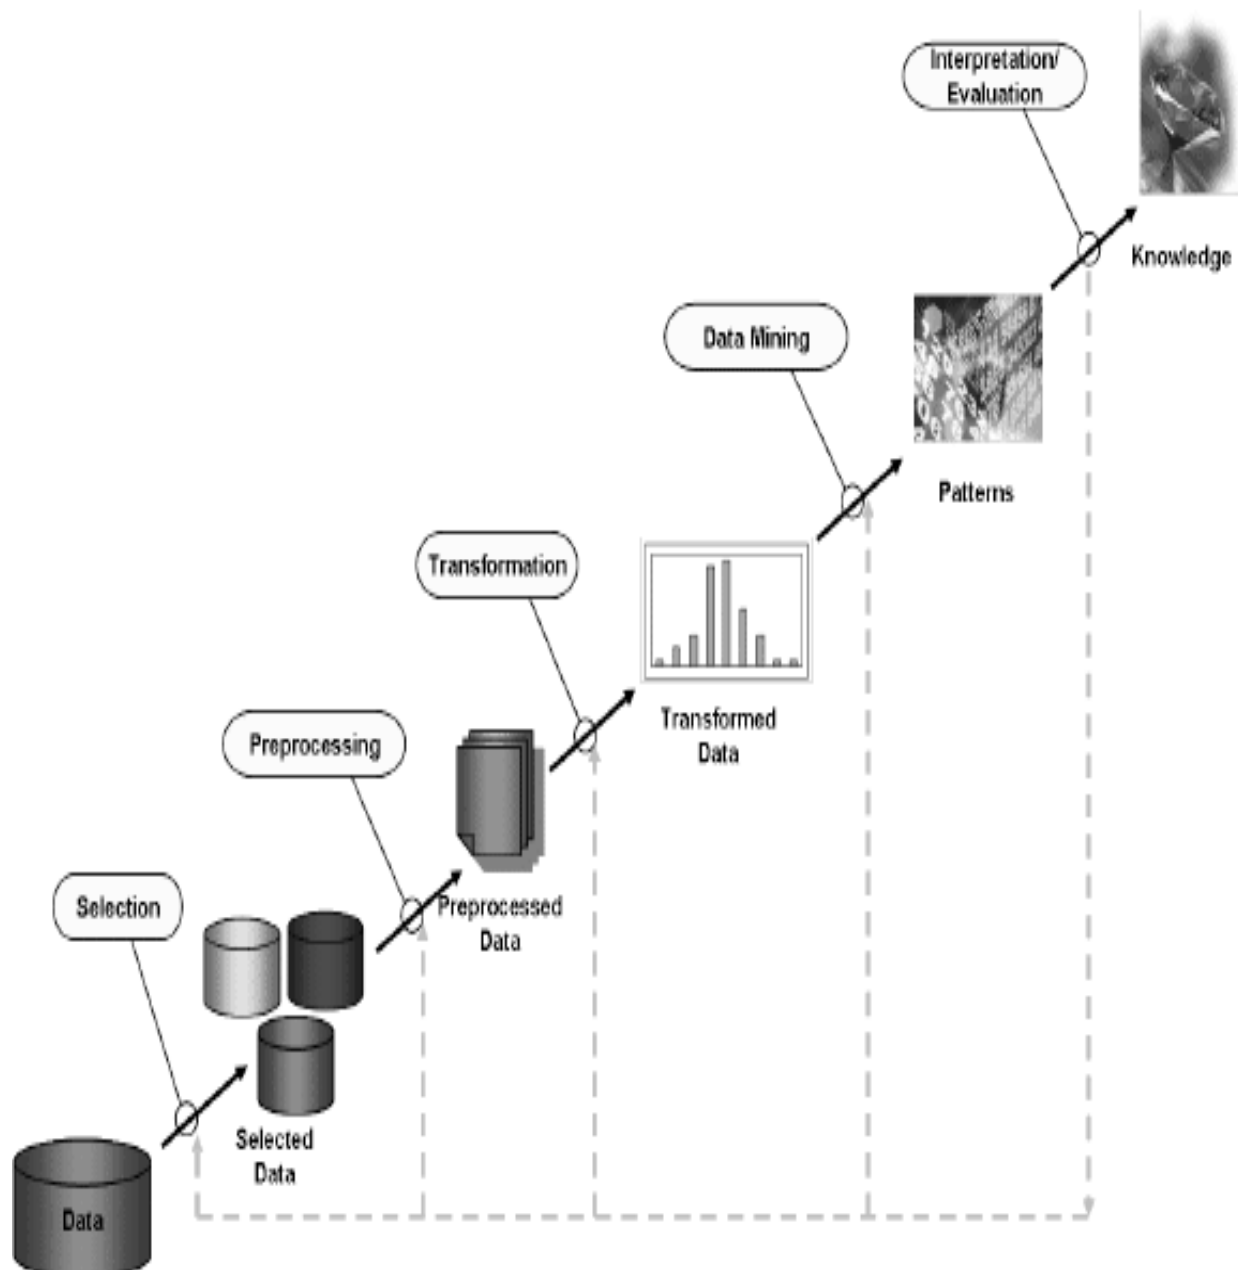 Interpretation/
Evaluation
Knowledge
Data Mining
Patterns
Transformation
Transformed
Data
Preprocessing
Preprocessed
Data
Selection
Selected
Data
Data